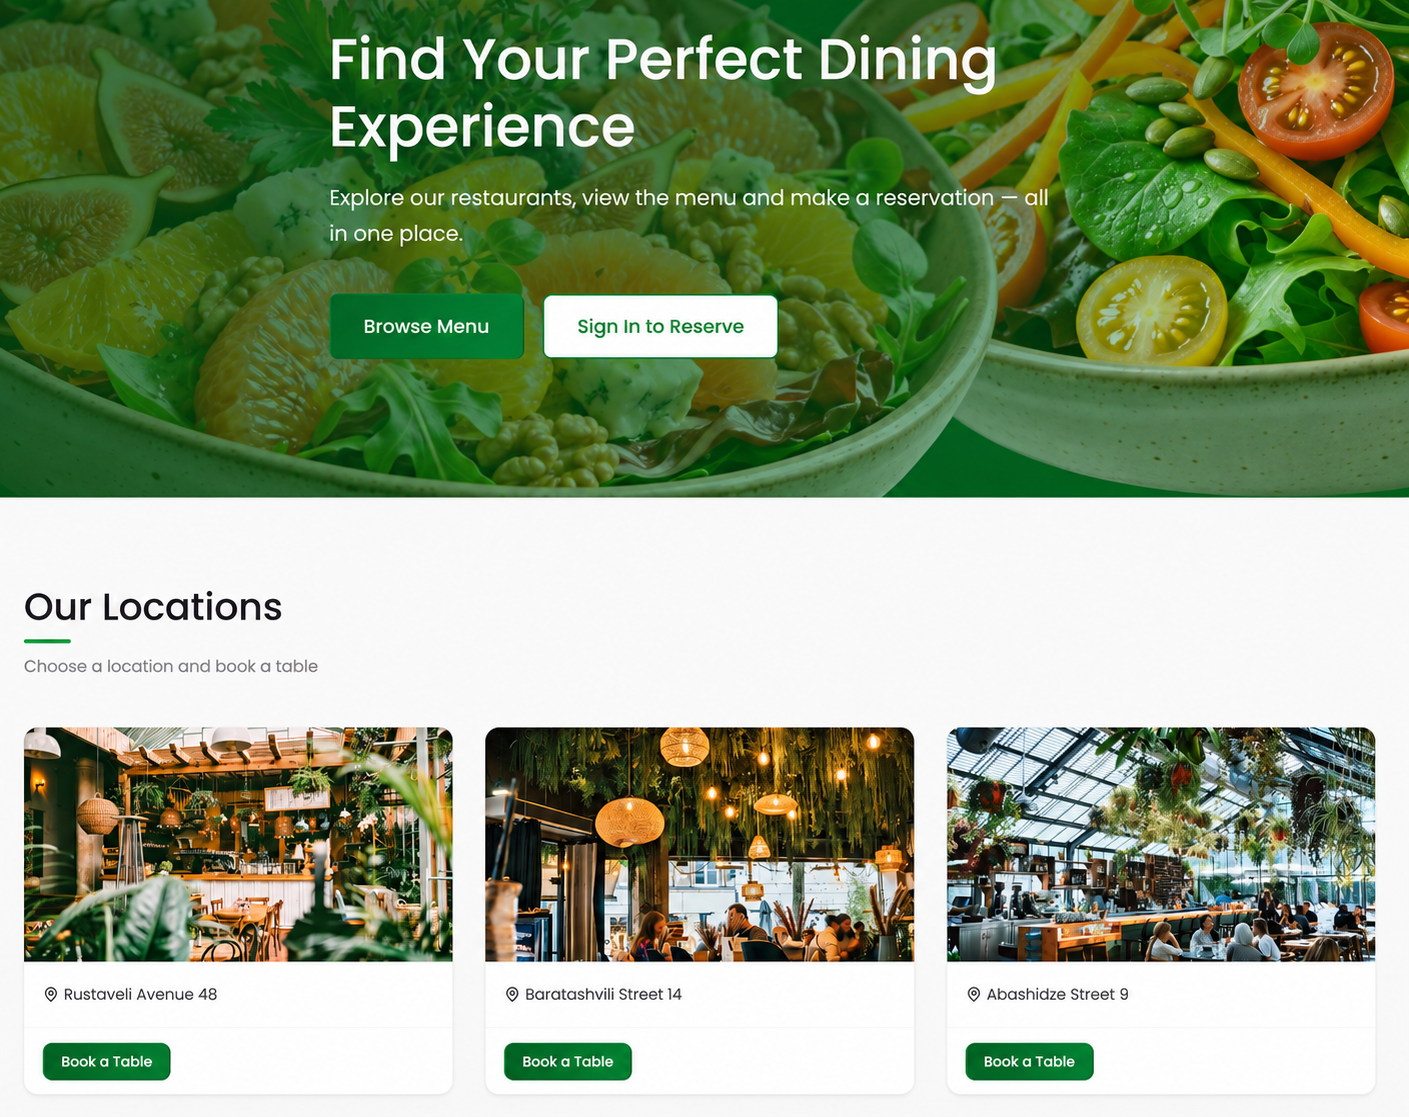 Find Your Perfect Dining
Experience
Explore our restaurants, view the menu and make a reservation — all
in one place.
Browse Menu
Sign In to Reserve
Our Locations
Choose a location and book a table
Rustaveli Avenue 48
Baratashvili Street 14
Abashidze Street 9
Book a Table
Book a Table
Book a Table